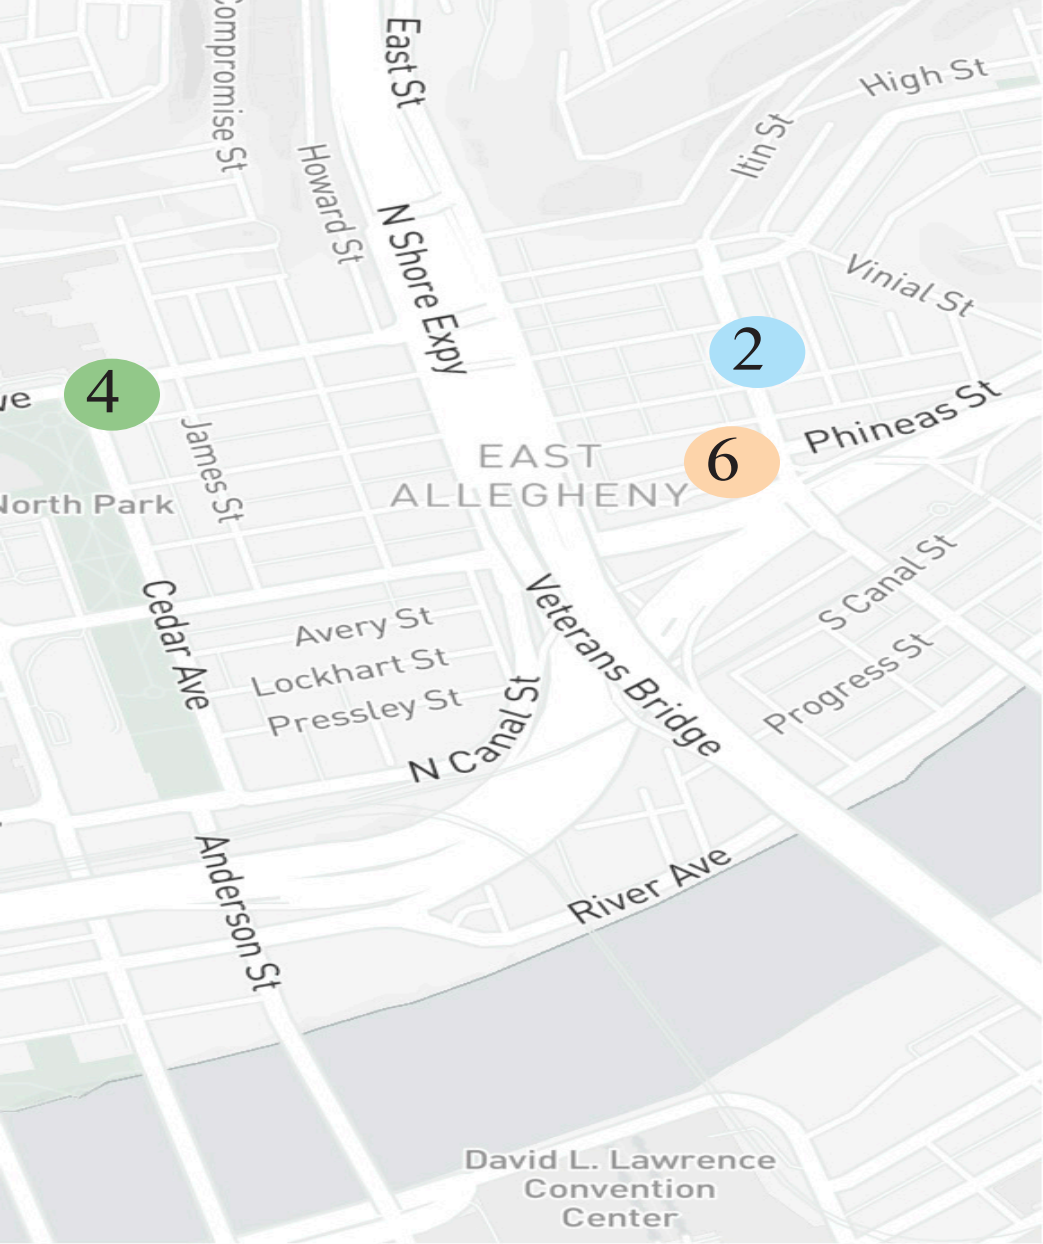 Compromise St
East St
High St
Itin St
Howard St
N Shore Expy
Vinial St
2
4
ve
Phineas St
James St
EAST
ALLEGHENY
6
North Park
S Canal St
Cedar Ave
Veterans Bridge
Avery St
Lockhart St
Progress St
Pressley St
N Canal St
Anderson St
River Ave
David L. Lawrence
Convention
Center